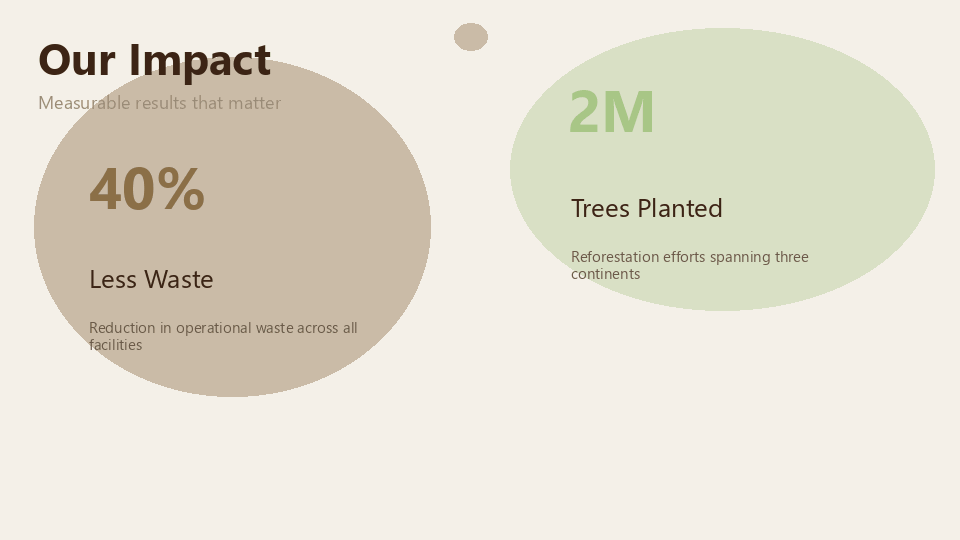 Our Impact
Measurable results that matter
40%
Less Waste
Reduction in operational waste across all
facilities
2M
Trees Planted
Reforestation efforts spanning three
continents